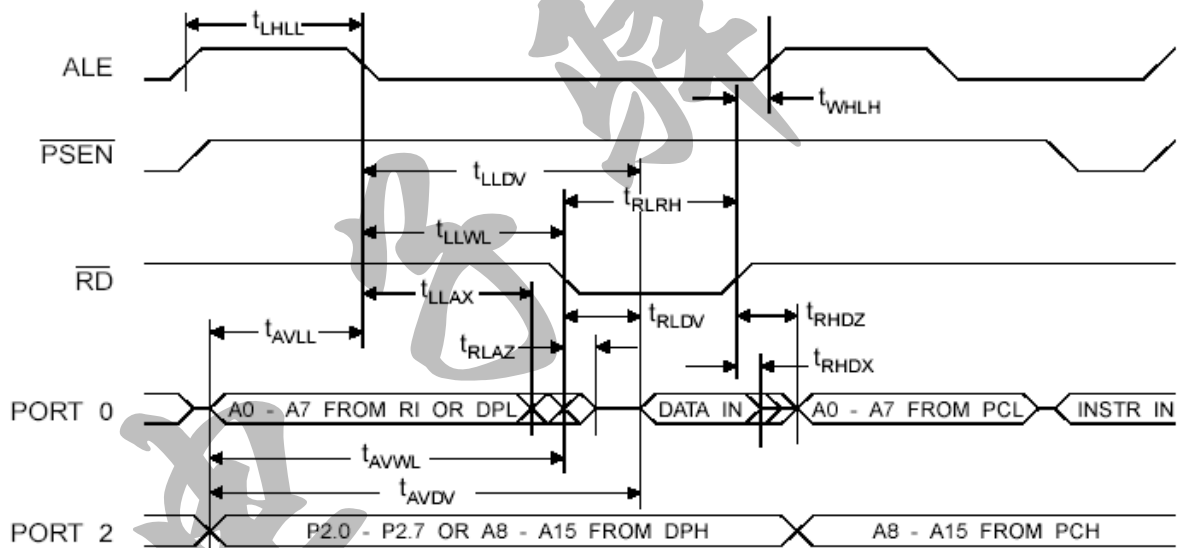 tLHLL
ALE
tWHLH
PSEN
tLLDV
tRLRH
tLLWL
RD
tLLAX
tRLDV
tRHDZ
tAVLL
tRLAZ
tRHDX
PORT 0
A0 - A7 FROM RI OR DPL
DATA IN
A0 - A7 FROM PCL
INSTR IN
tAVWL
tAVDV
PORT 2
P2.0 - P2.7 OR A8 - A15 FROM DPH
A8 - A15 FROM PCH